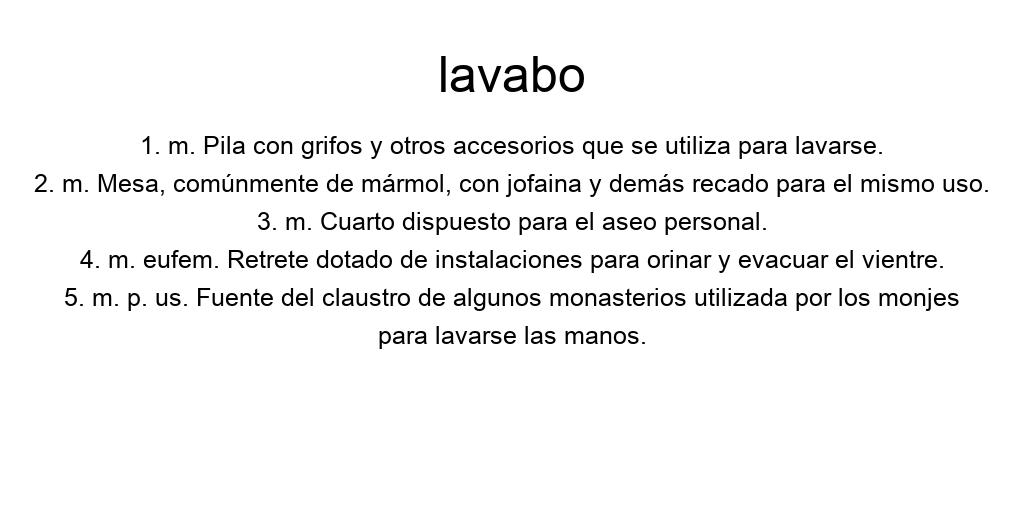 lavabo
1. m. Pila con grifos y otros accesorios que se utiliza para lavarse.
2. m. Mesa, comúnmente de mármol, con jofaina y demás recado para el mismo uso.
3. m. Cuarto dispuesto para el aseo personal.
4. m. eufem. Retrete dotado de instalaciones para orinar y evacuar el vientre.
5. m. p. us. Fuente del claustro de algunos monasterios utilizada por los monjes
para lavarse las manos.